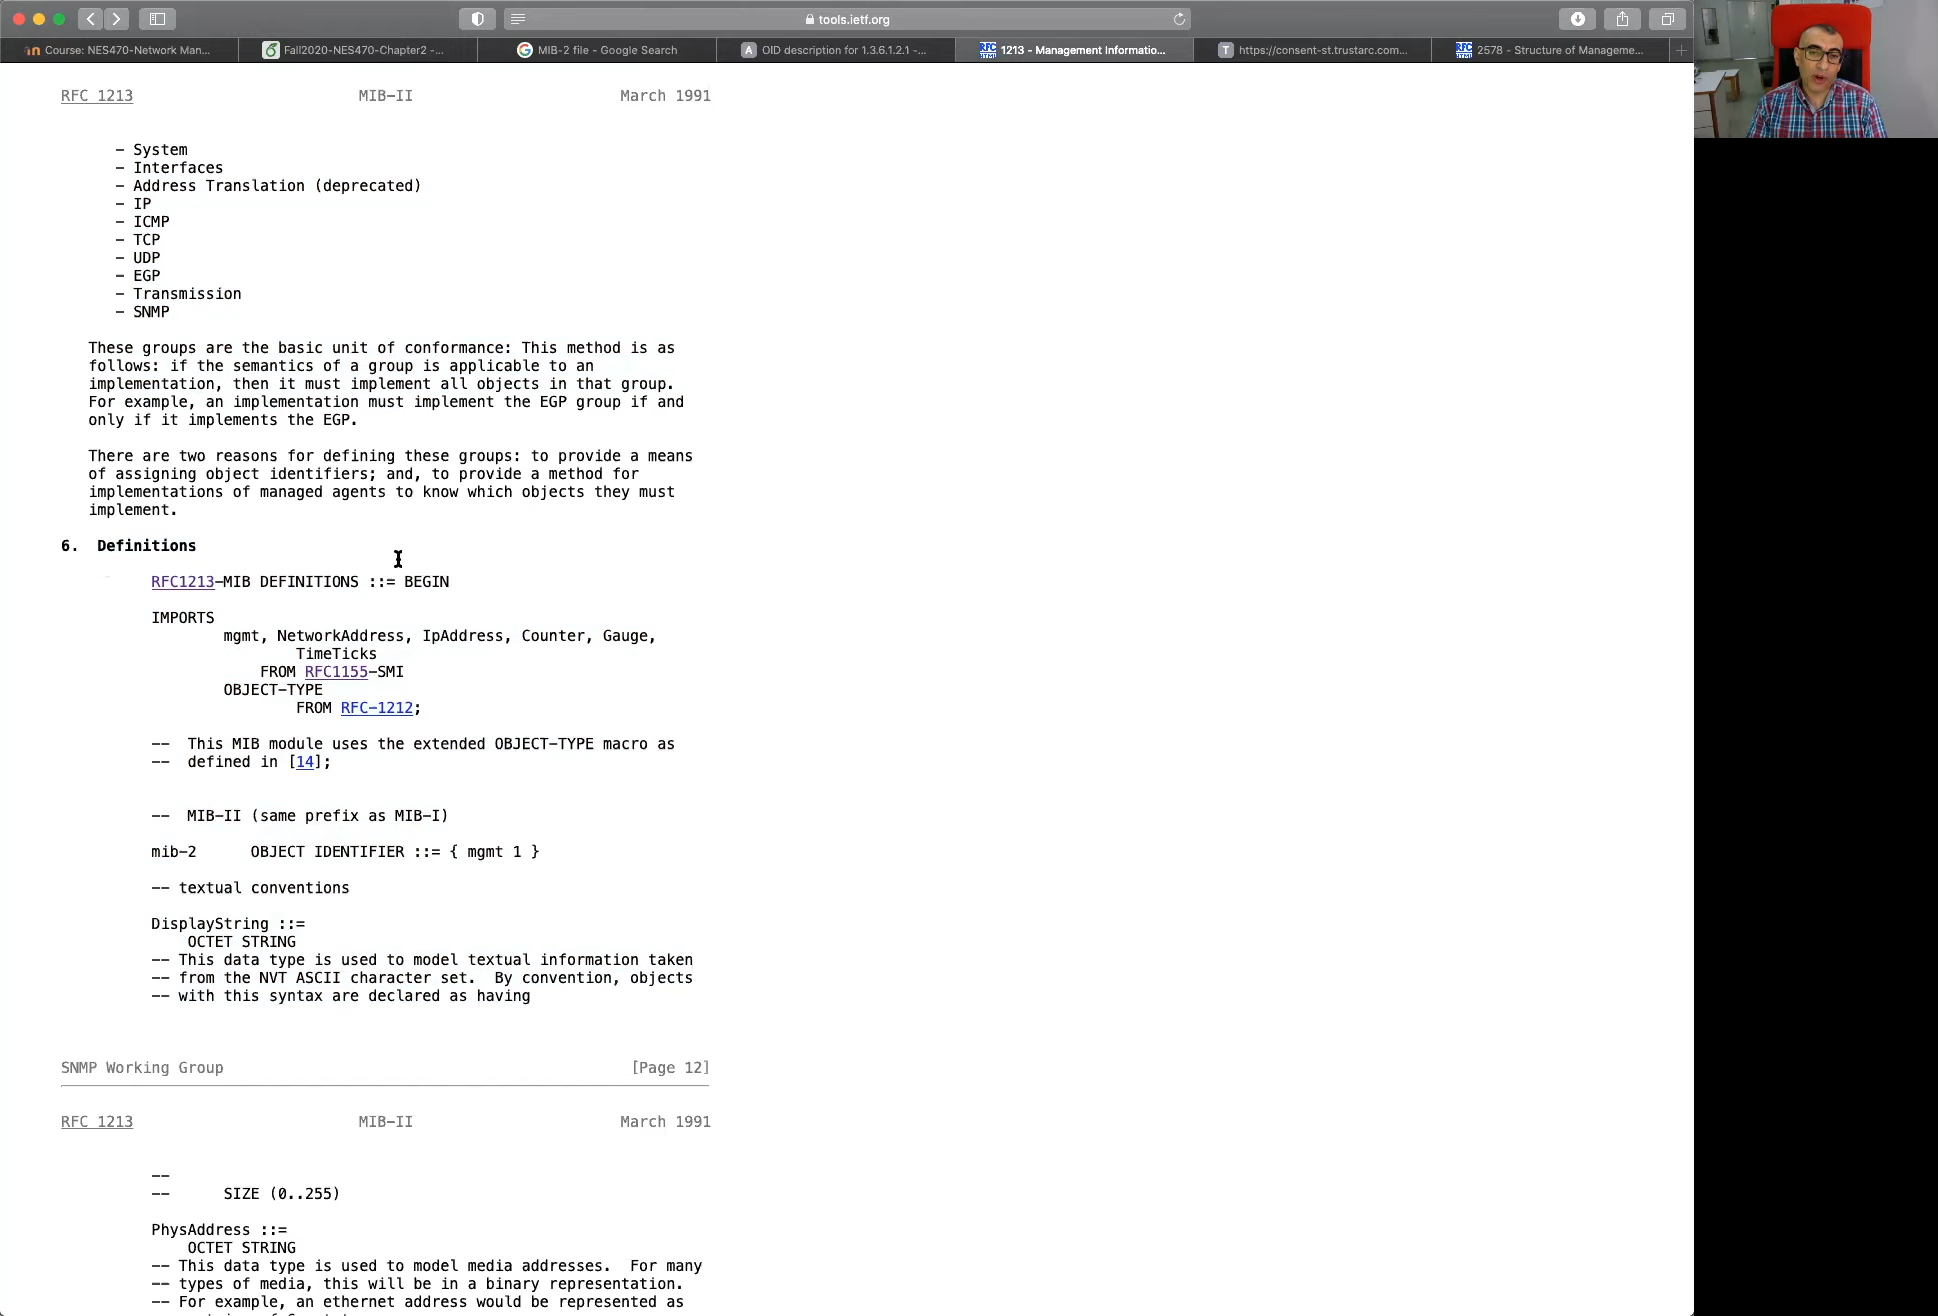 tools.ietf.org
Course: NES470-Network Man...
Fall2020-NES470-Chapter2 -...
MIB-2 file - Google Search
OID description for 1.3.6.1.2.1 -...
1213 - Management Informatio...
https://consent-st.trustarc.com...
2578 - Structure of Manageme...
RFC 1213 MIB-II March 1991
- System
- Interfaces
- Address Translation (deprecated)
- IP
- ICMP
- TCP
- UDP
- EGP
- Transmission
- SNMP
These groups are the basic unit of conformance: This method is as
follows: if the semantics of a group is applicable to an
implementation, then it must implement all objects in that group.
For example, an implementation must implement the EGP group if and
only if it implements the EGP.
There are two reasons for defining these groups: to provide a means
of assigning object identifiers; and, to provide a method for
implementations of managed agents to know which objects they must
implement.
6. Definitions
RFC1213-MIB DEFINITIONS ::= BEGIN
IMPORTS
mgmt, NetworkAddress, IpAddress, Counter, Gauge,
TimeTicks
FROM RFC1155-SMI
OBJECT-TYPE
FROM RFC-1212;
-- This MIB module uses the extended OBJECT-TYPE macro as
-- defined in [14];
-- MIB-II (same prefix as MIB-I)
mib-2 OBJECT IDENTIFIER ::= { mgmt 1 }
-- textual conventions
DisplayString ::=
OCTET STRING
-- This data type is used to model textual information taken
-- from the NVT ASCII character set. By convention, objects
-- with this syntax are declared as having
SNMP Working Group [Page 12]
RFC 1213 MIB-II March 1991
--
-- SIZE (0..255)
PhysAddress ::=
OCTET STRING
-- This data type is used to model media addresses. For many
-- types of media, this will be in a binary representation.
-- For example, an ethernet address would be represented as